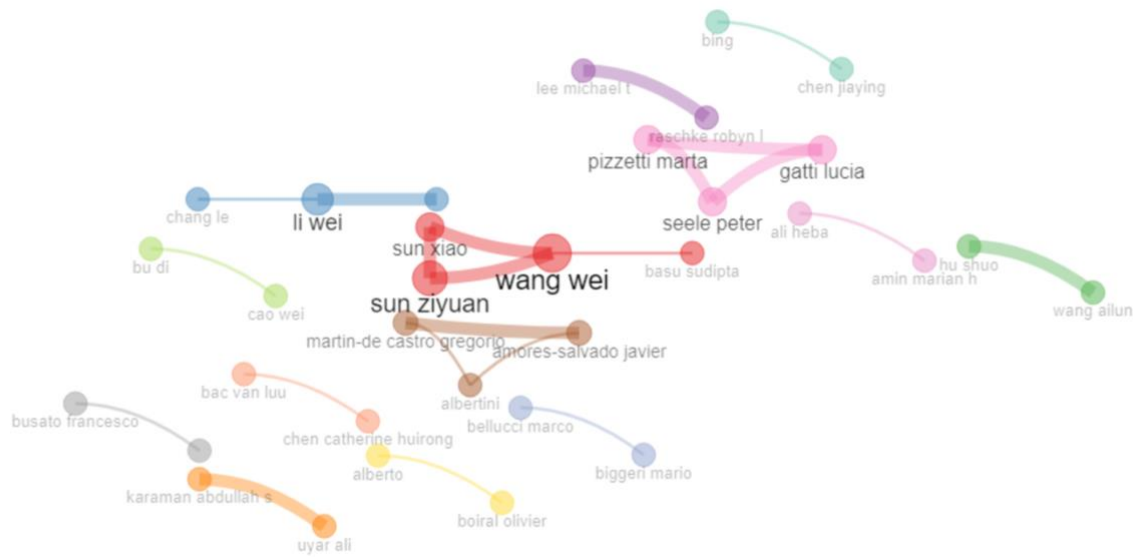 bing
lee michael t
chen jiaying
raschke robyn l
pizzetti marta
gatti lucia
chang le
li wei
seele peter
ali heba
sun xiao
bu di
wang wei
basu sudipta
hu shuo
amin marian h
sun ziyuan
cao wei
wang ailun
martin-de castro gregorio
amores-salvado javier
bac van luu
albertini
busato francesco
bellucci marco
chen catherine huirong
alberto
biggeri mario
karaman abdullah s
boiral olivier
uyar ali